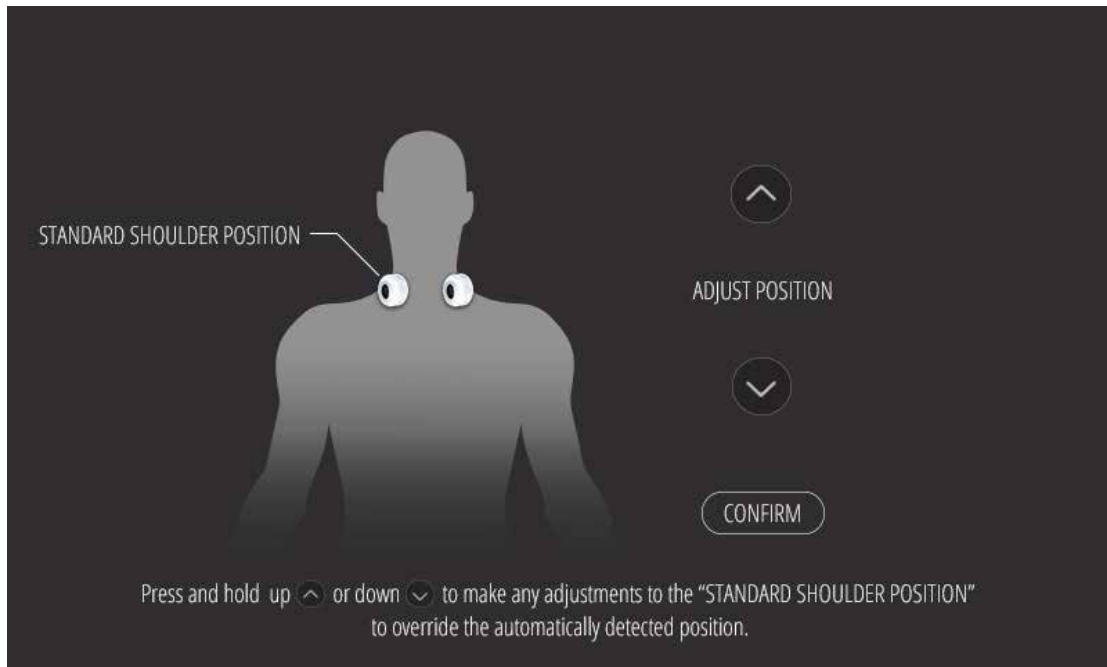 STANDARD SHOULDER POSITION
ADJUST POSITION
CONFIRM
Press and hold up or down to make any adjustments to the “STANDARD SHOULDER POSITION”
to override the automatically detected position.